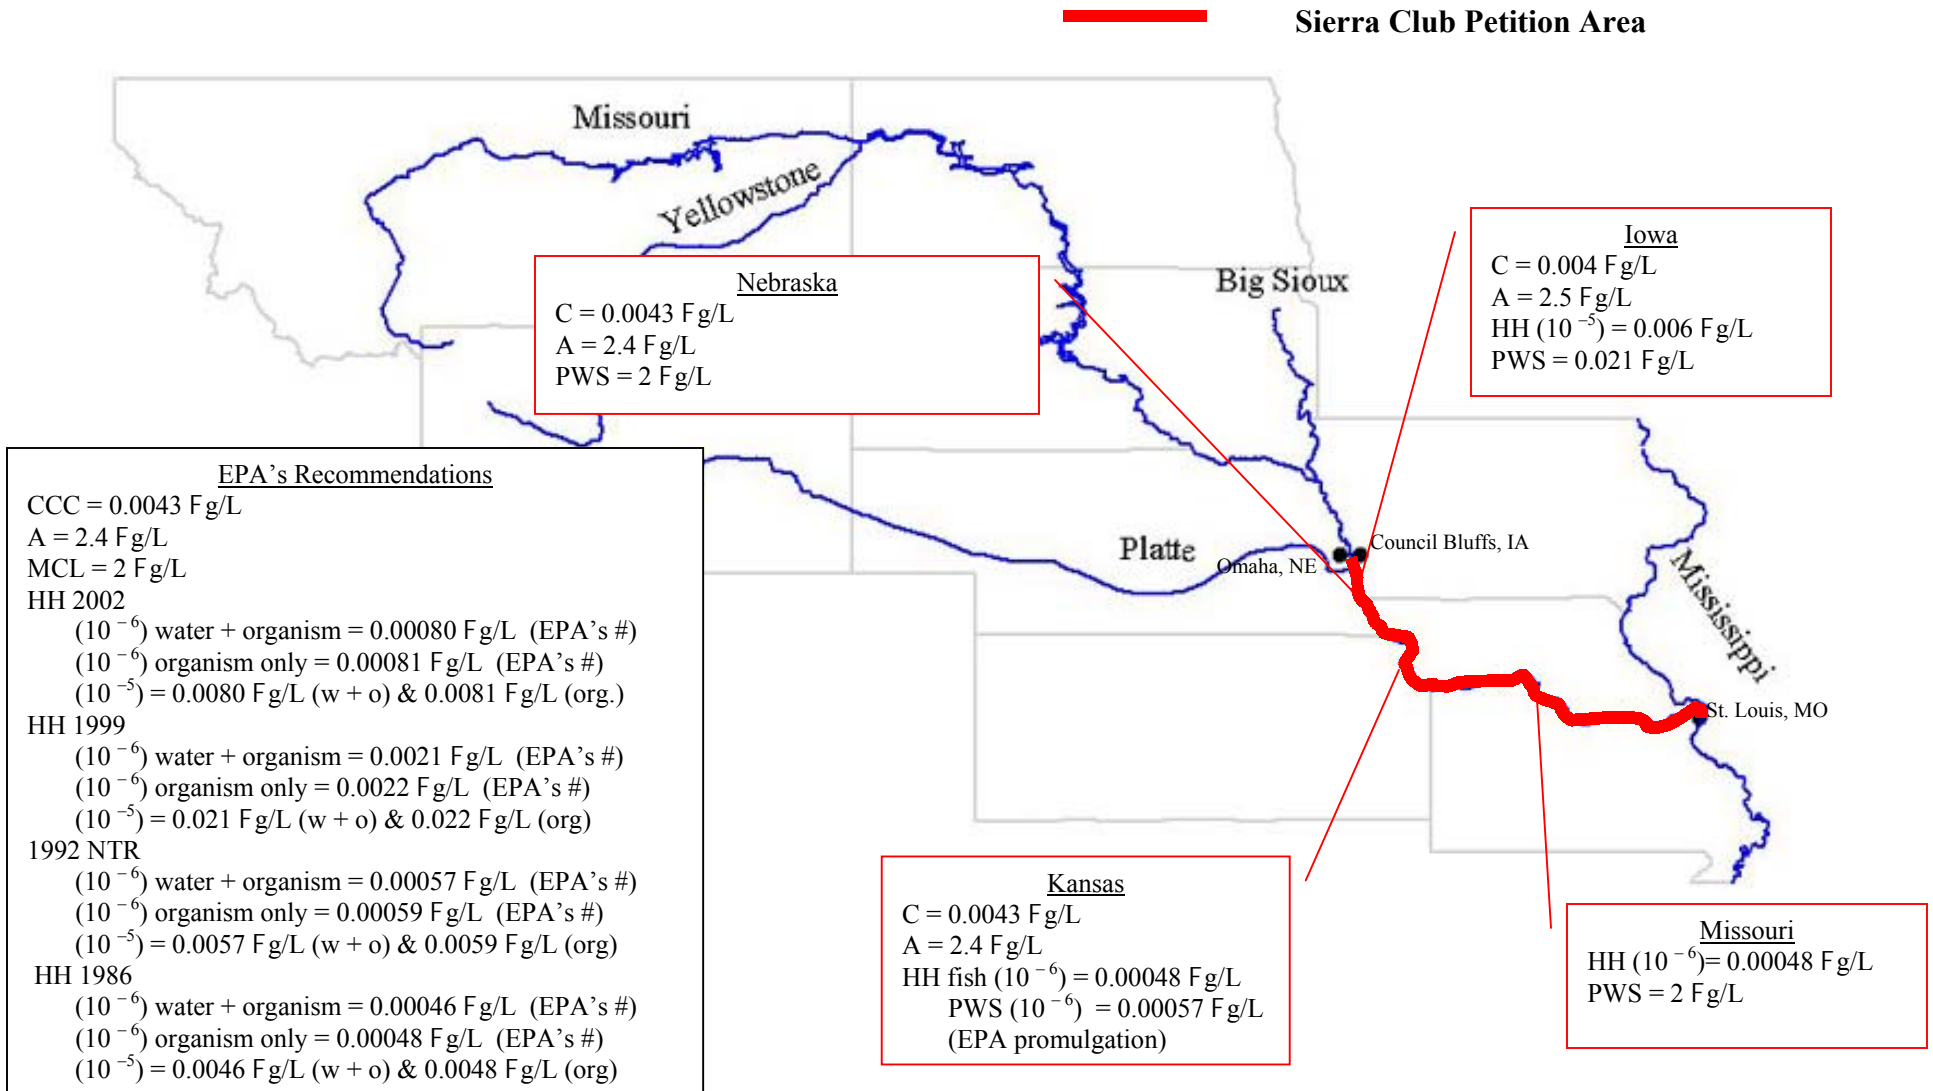 Sierra Club Petition Area
Missouri
Yellowstone
Big Sioux
Platte
Mississippi
Omaha, NE
Council Bluffs, IA
St. Louis, MO
Nebraska
C = 0.0043 Fg/L
A = 2.4 Fg/L
PWS = 2 Fg/L
Iowa
C = 0.004 Fg/L
A = 2.5 Fg/L
HH (10 ⁻⁵) = 0.006 Fg/L
PWS = 0.021 Fg/L
EPA’s Recommendations
CCC = 0.0043 Fg/L
A = 2.4 Fg/L
MCL = 2 Fg/L
HH 2002
(10 ⁻⁶) water + organism = 0.00080 Fg/L (EPA’s #)
(10 ⁻⁶) organism only = 0.00081 Fg/L (EPA’s #)
(10 ⁻⁵) = 0.0080 Fg/L (w + o) & 0.0081 Fg/L (org.)
HH 1999
(10 ⁻⁶) water + organism = 0.0021 Fg/L (EPA’s #)
(10 ⁻⁶) organism only = 0.0022 Fg/L (EPA’s #)
(10 ⁻⁵) = 0.021 Fg/L (w + o) & 0.022 Fg/L (org)
1992 NTR
(10 ⁻⁶) water + organism = 0.00057 Fg/L (EPA’s #)
(10 ⁻⁶) organism only = 0.00059 Fg/L (EPA’s #)
(10 ⁻⁵) = 0.0057 Fg/L (w + o) & 0.0059 Fg/L (org)
HH 1986
(10 ⁻⁶) water + organism = 0.00046 Fg/L (EPA’s #)
(10 ⁻⁶) organism only = 0.00048 Fg/L (EPA’s #)
(10 ⁻⁵) = 0.0046 Fg/L (w + o) & 0.0048 Fg/L (org)
Kansas
C = 0.0043 Fg/L
A = 2.4 Fg/L
HH fish (10 ⁻⁶) = 0.00048 Fg/L
PWS (10 ⁻⁶) = 0.00057 Fg/L
(EPA promulgation)
Missouri
HH (10 ⁻⁶)= 0.00048 Fg/L
PWS = 2 Fg/L